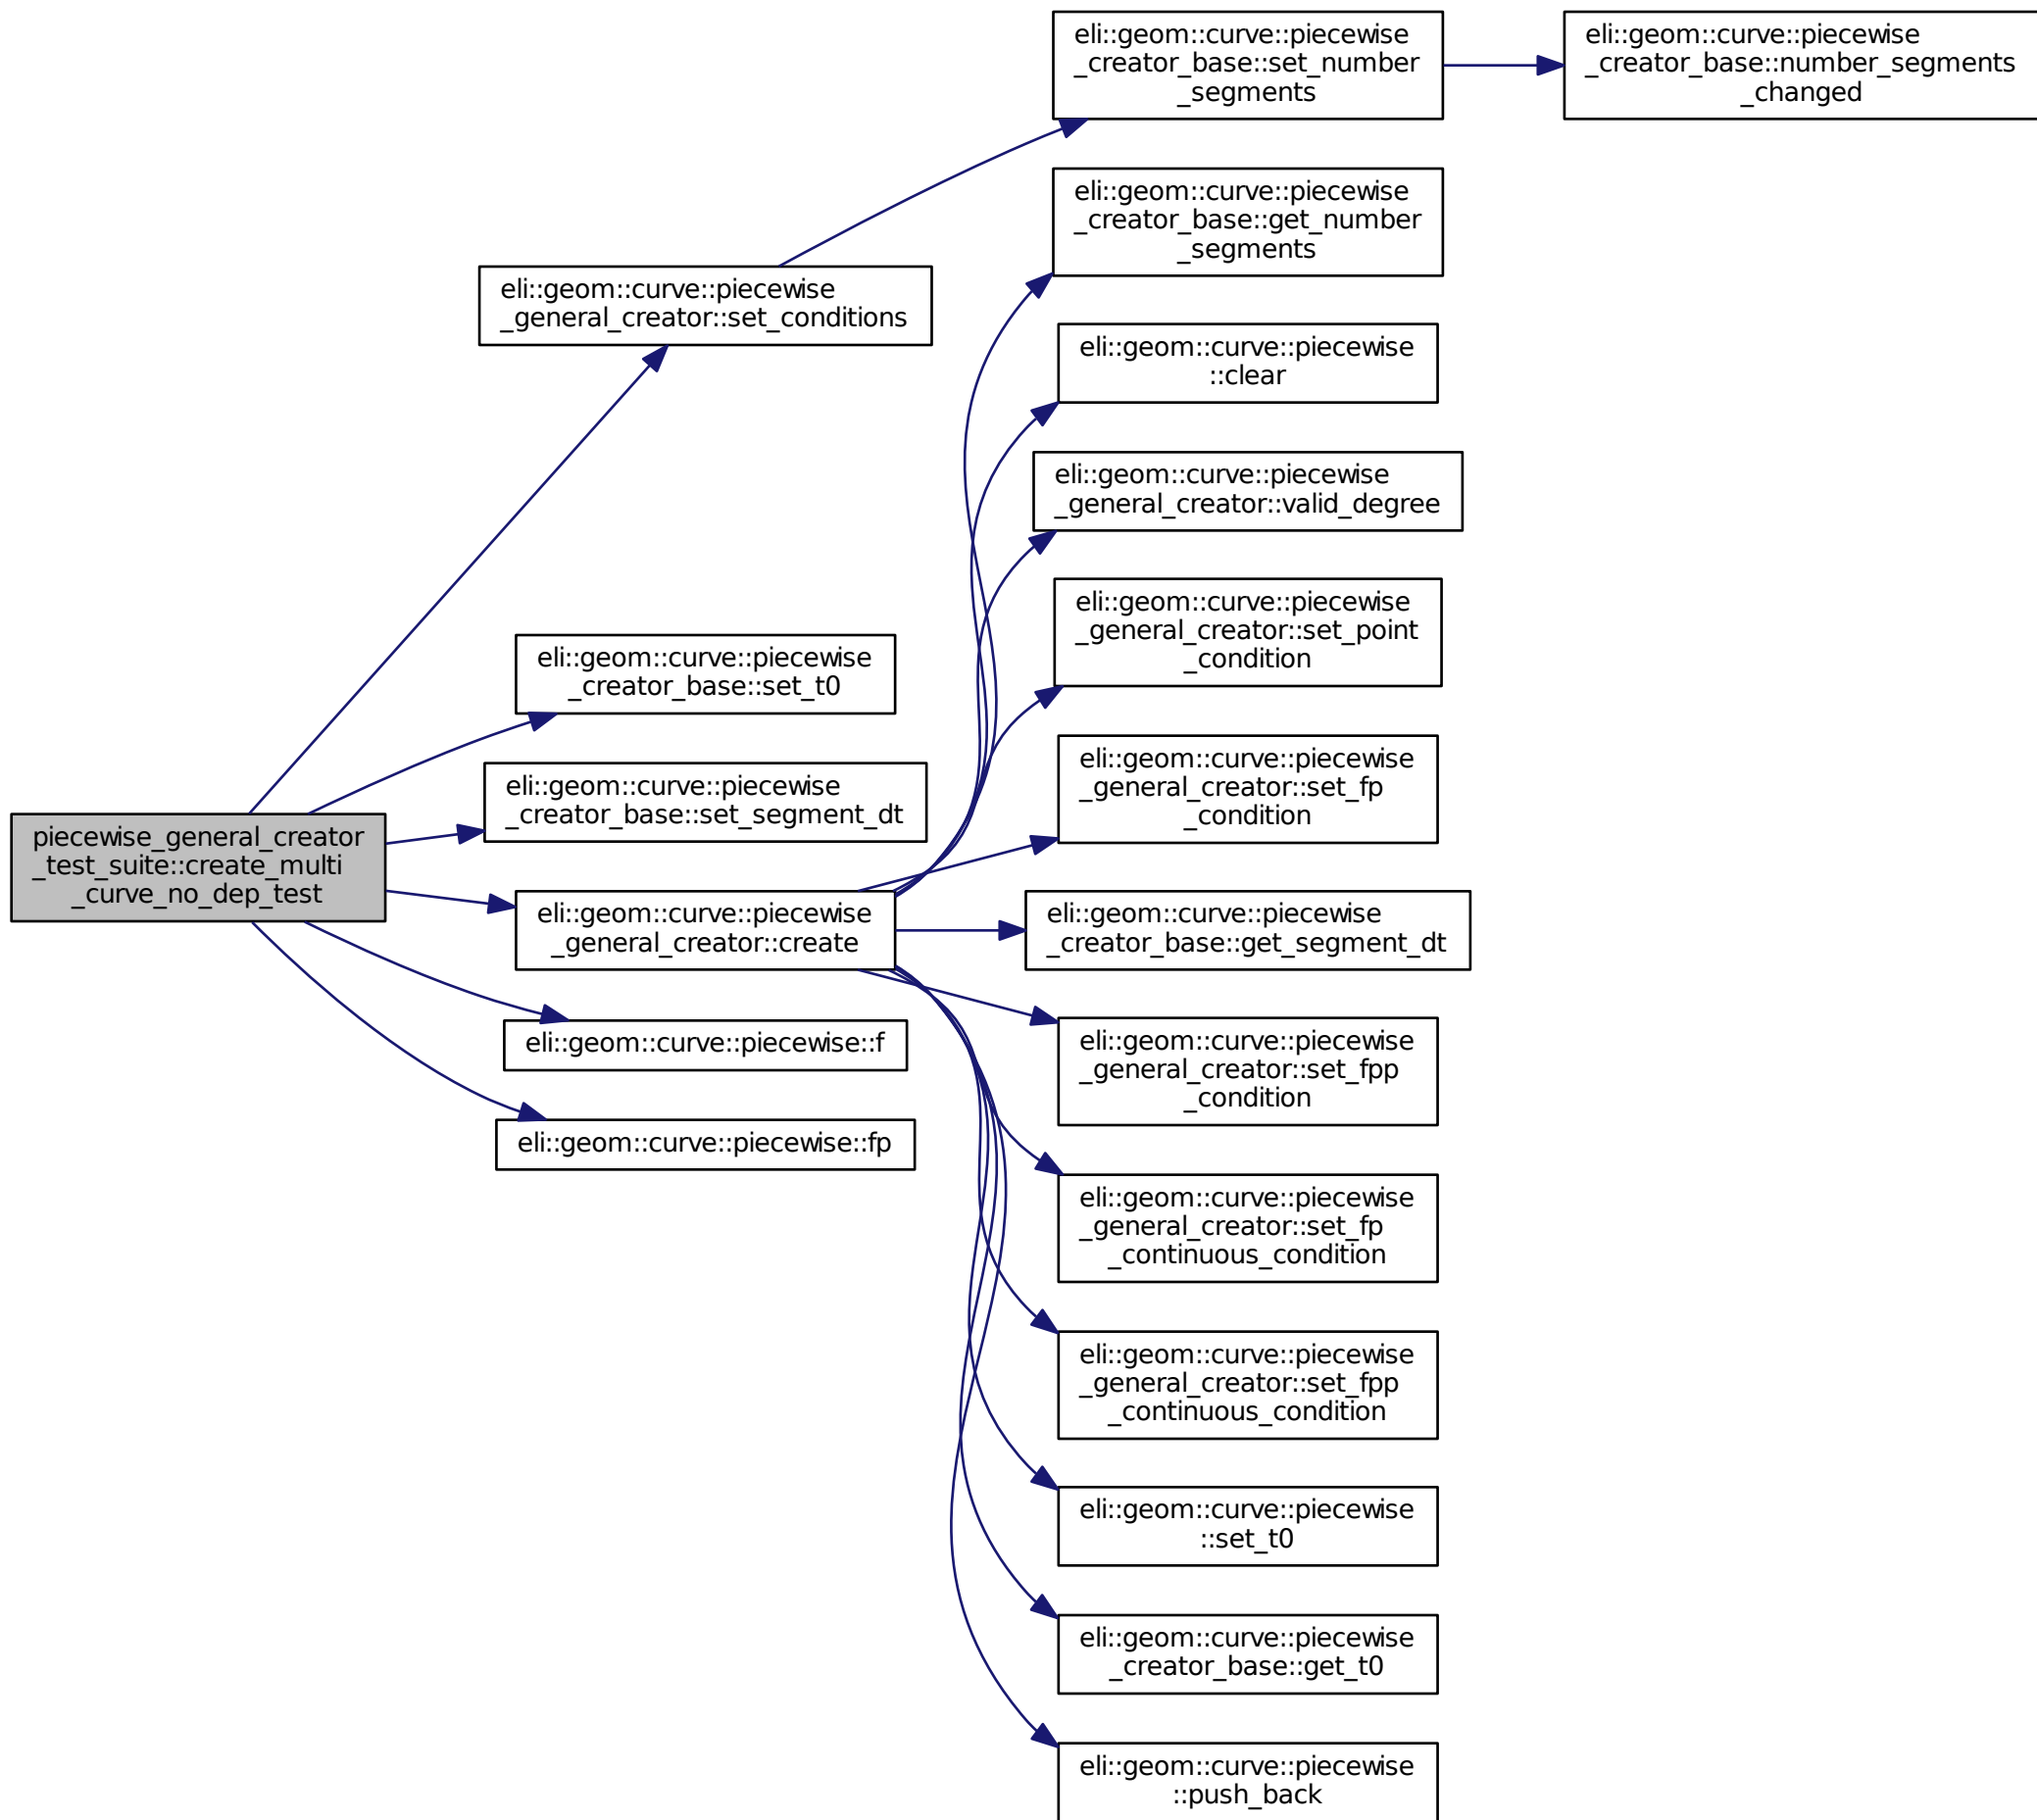 eli::geom::curve::piecewise
_creator_base::set_number
_segments
eli::geom::curve::piecewise
_creator_base::number_segments
_changed
eli::geom::curve::piecewise
_creator_base::get_number
_segments
eli::geom::curve::piecewise
_general_creator::set_conditions
eli::geom::curve::piecewise
::clear
eli::geom::curve::piecewise
_general_creator::valid_degree
eli::geom::curve::piecewise
_general_creator::set_point
_condition
eli::geom::curve::piecewise
_creator_base::set_t0
eli::geom::curve::piecewise
_general_creator::set_fp
_condition
eli::geom::curve::piecewise
_creator_base::set_segment_dt
piecewise_general_creator
_test_suite::create_multi
_curve_no_dep_test
eli::geom::curve::piecewise
_general_creator::create
eli::geom::curve::piecewise
_creator_base::get_segment_dt
eli::geom::curve::piecewise::f
eli::geom::curve::piecewise
_general_creator::set_fpp
_condition
eli::geom::curve::piecewise::fp
eli::geom::curve::piecewise
_general_creator::set_fp
_continuous_condition
eli::geom::curve::piecewise
_general_creator::set_fpp
_continuous_condition
eli::geom::curve::piecewise
::set_t0
eli::geom::curve::piecewise
_creator_base::get_t0
eli::geom::curve::piecewise
::push_back